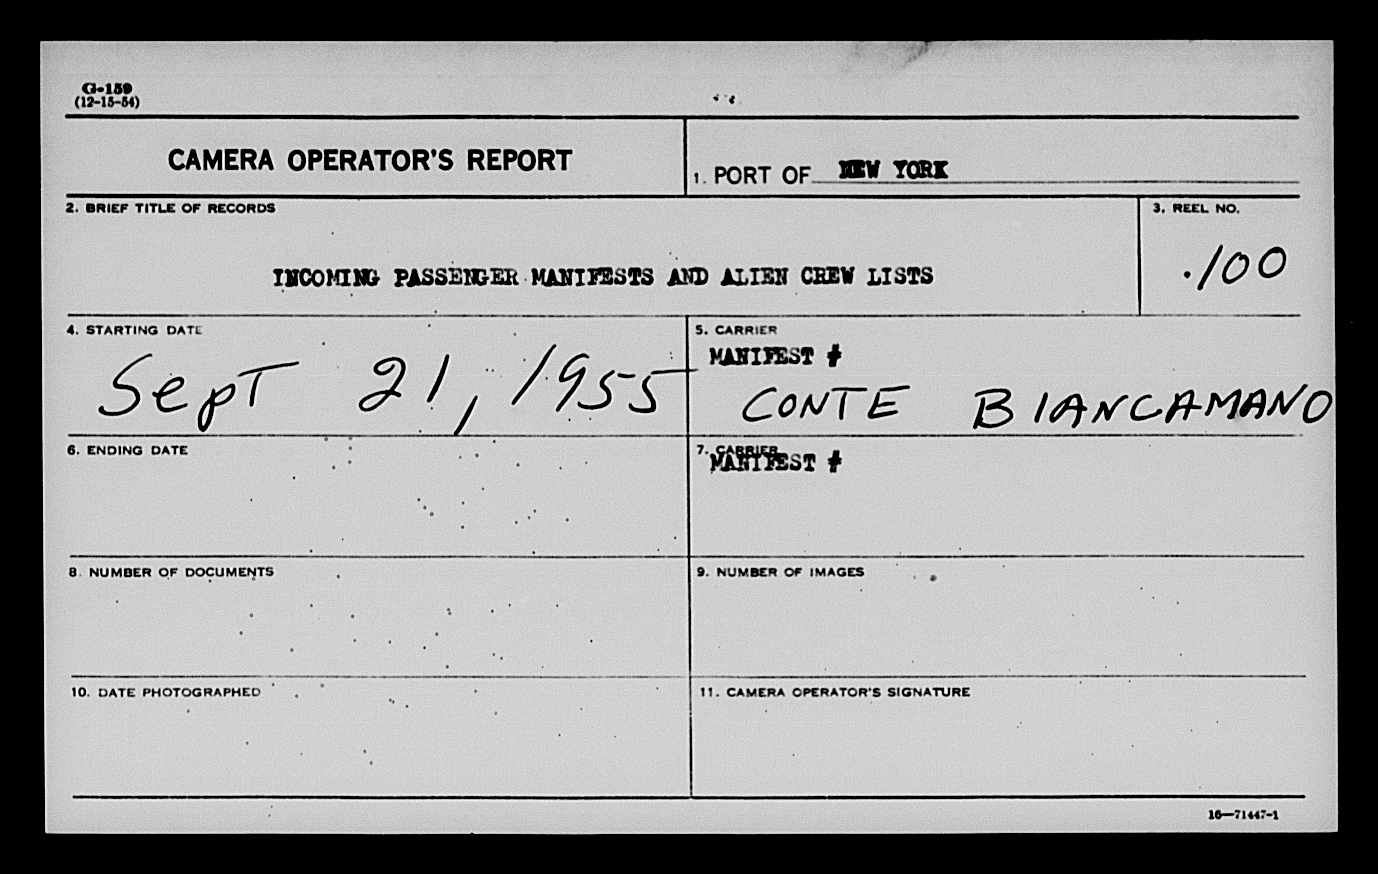 G-159
(12-15-54)
CAMERA OPERATOR'S REPORT
1. PORT OF NEW YORK
2. BRIEF TITLE OF RECORDS
INCOMING PASSENGER MANIFESTS AND ALIEN CREW LISTS
3. REEL NO.
.100
4. STARTING DATE
Sept 21, 1955
5. CARRIER
MANIFEST #
CONTE BIANCAMANO
6. ENDING DATE
7. CARRIER
MANIFEST #
8. NUMBER OF DOCUMENTS
9. NUMBER OF IMAGES
10. DATE PHOTOGRAPHED
11. CAMERA OPERATOR'S SIGNATURE
16—71447-1